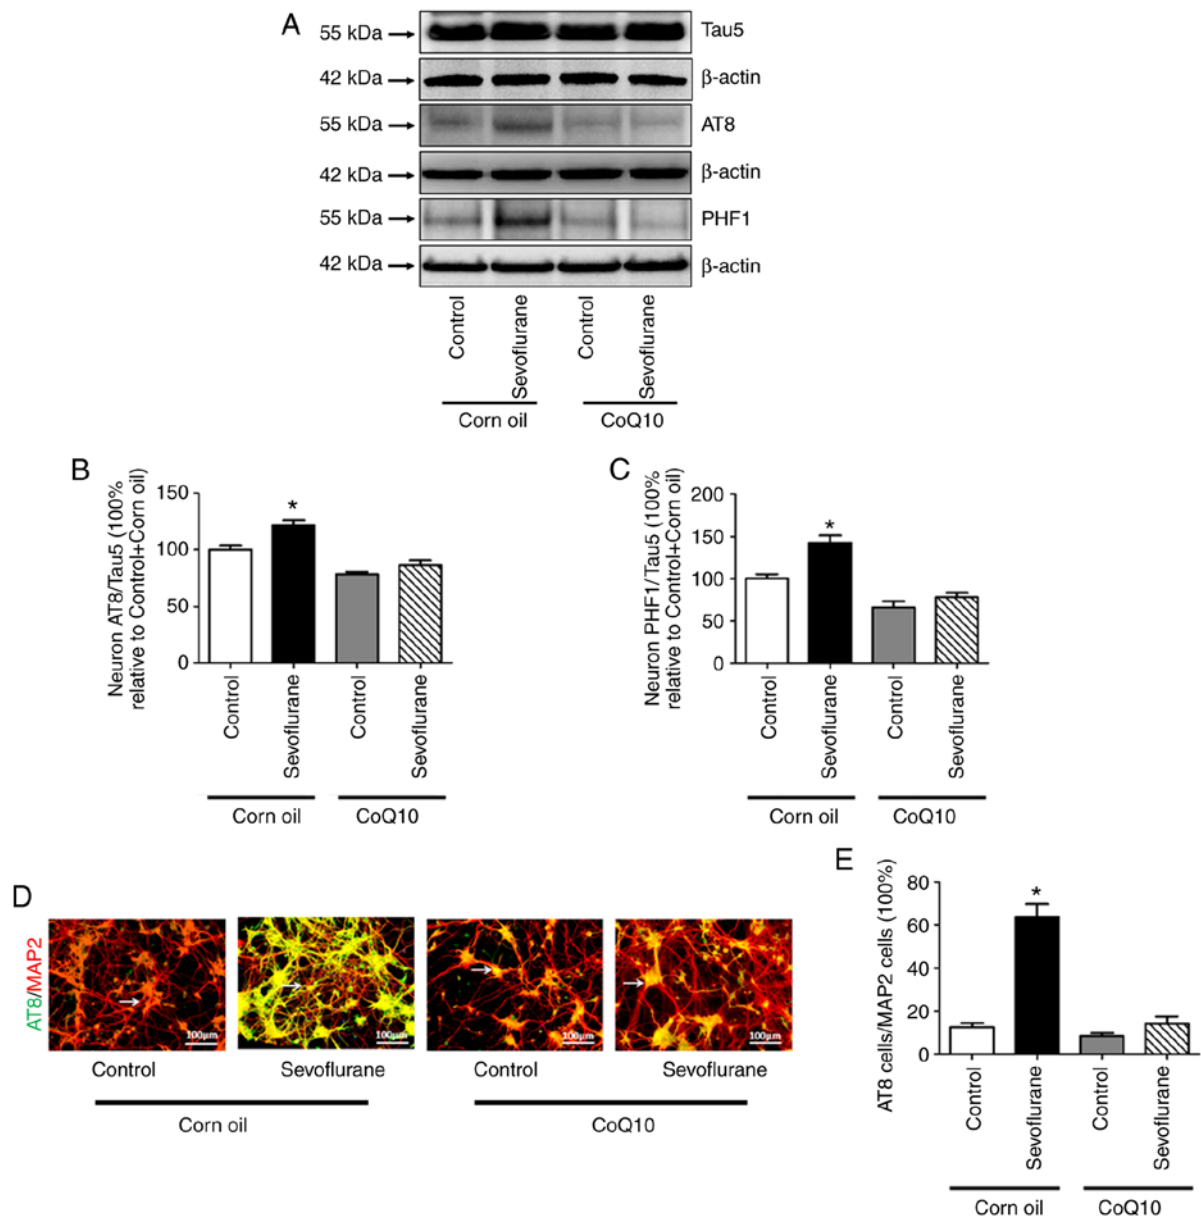 A
55 kDa
Tau5
42 kDa
β-actin
55 kDa
AT8
42 kDa
β-actin
55 kDa
PHF1
42 kDa
β-actin
Control
Sevoflurane
Control
Sevoflurane
Corn oil
CoQ10
B
Neuron AT8/Tau5 (100%
relative to Control+Corn oil)
150
100
50
0
*
Control
Sevoflurane
Control
Sevoflurane
Corn oil
CoQ10
C
Neuron PHF1/Tau5 (100%
relative to Control+Corn oil)
200
150
100
50
0
*
Control
Sevoflurane
Control
Sevoflurane
Corn oil
CoQ10
D
AT8/MAP2
100μm
100μm
100μm
100μm
Control
Sevoflurane
Control
Sevoflurane
Corn oil
CoQ10
E
AT8 cells/MAP2 cells (100%)
80
60
40
20
0
*
Control
Sevoflurane
Control
Sevoflurane
Corn oil
CoQ10